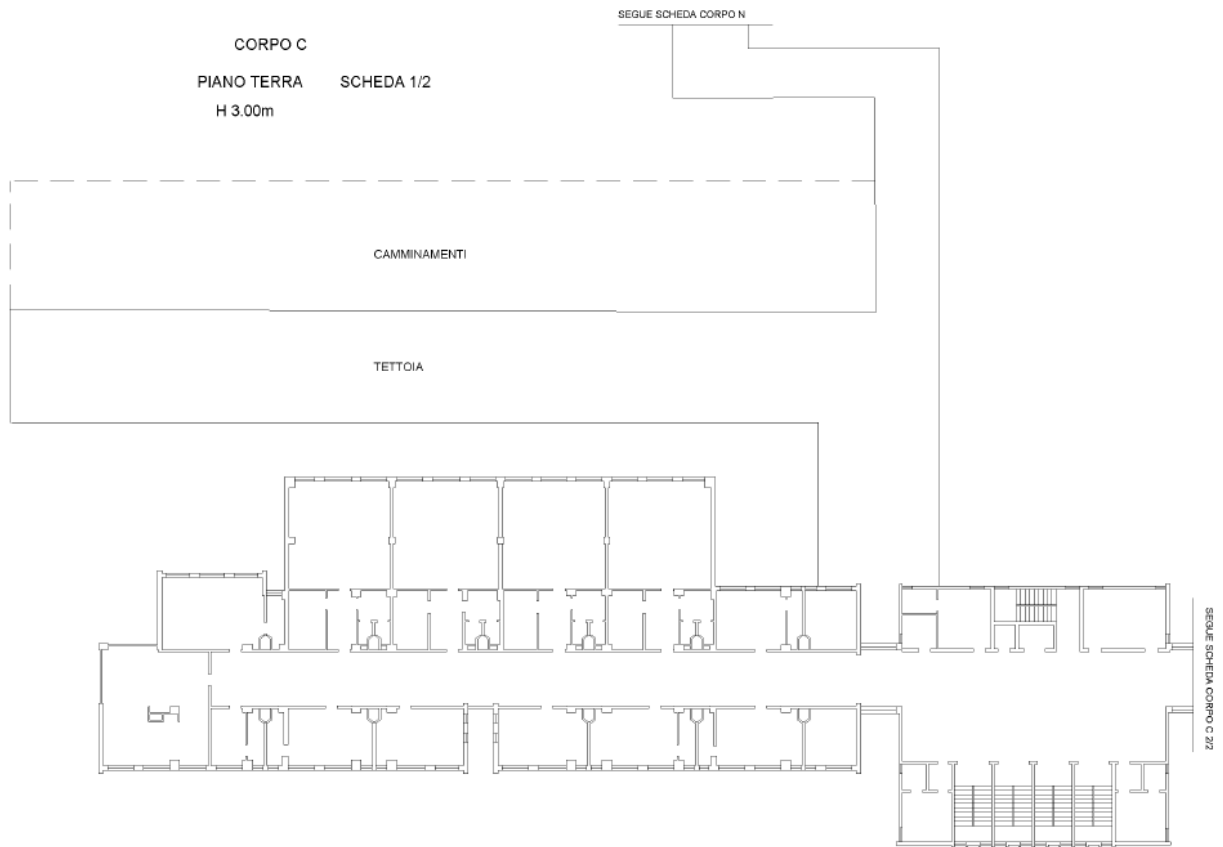 SEGUE SCHEDA CORPO N
CORPO C
PIANO TERRA SCHEDA 1/2
H 3.00m
CAMMINAMENTI
TETTOIA
SEGUE SCHEDA CORPO C 2/2